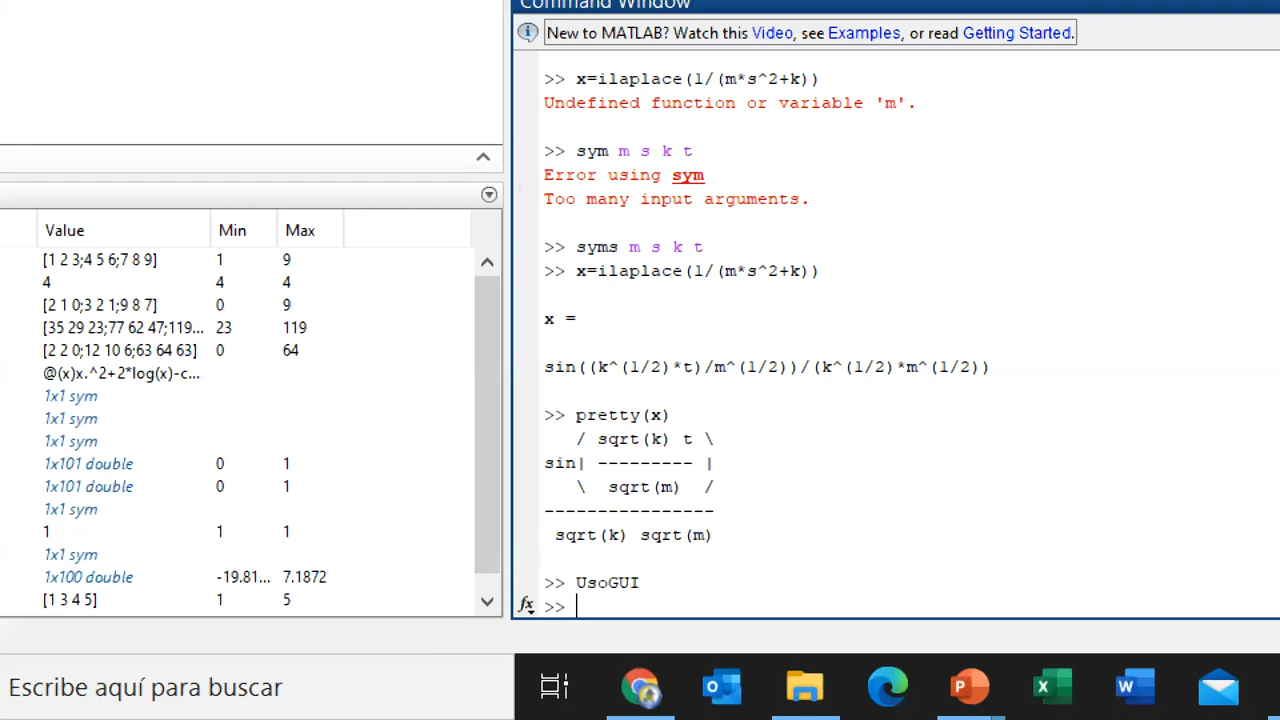 Command Window
New to MATLAB? Watch this Video, see Examples, or read Getting Started.
>> x=ilaplace(1/(m*s^2+k))
Undefined function or variable 'm'.
>> sym m s k t
Error using sym
Too many input arguments.
>> syms m s k t
>> x=ilaplace(1/(m*s^2+k))
x =
sin((k^(1/2)*t)/m^(1/2))/(k^(1/2)*m^(1/2))
>> pretty(x)
/ sqrt(k) t \
sin| --------- |
\ sqrt(m) /
----------------
sqrt(k) sqrt(m)
>> UsoGUI
fx >>
Value Min Max
[1 2 3;4 5 6;7 8 9] 1 9
4 4 4
[2 1 0;3 2 1;9 8 7] 0 9
[35 29 23;77 62 47;119... 23 119
[2 2 0;12 10 6;63 64 63] 0 64
@(x)x.^2+2*log(x)-c...
1x1 sym
1x1 sym
1x1 sym
1x101 double 0 1
1x101 double 0 1
1x1 sym
1 1 1
1x1 sym
1x100 double -19.81... 7.1872
[1 3 4 5] 1 5
Escribe aquí para buscar